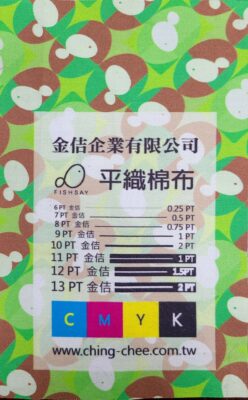 金佶企業有限公司
FISHSAY
平織棉布
6 PT 金佶 0.25 PT
7 PT 金佶 0.5 PT
8 PT 金佶 0.75 PT
9 PT 金佶 1 PT
10 PT 金佶 2 PT
11 PT 金佶 1 PT
12 PT 金佶 1.5PT
13 PT 金佶 2 PT
C M Y K
www.ching-chee.com.tw